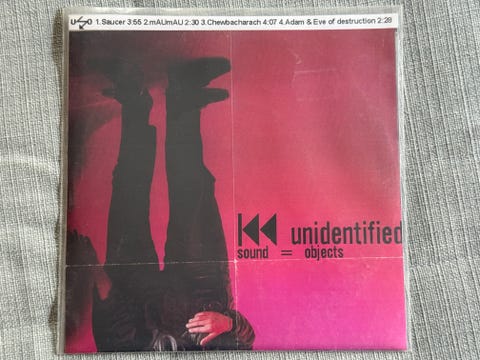 USO 1.Saucer 3:56 2.mAUmAU 2:30 3.Chewbacharach 4:07 4.Adam & Eve of destruction 2:28
unidentified
sound = objects